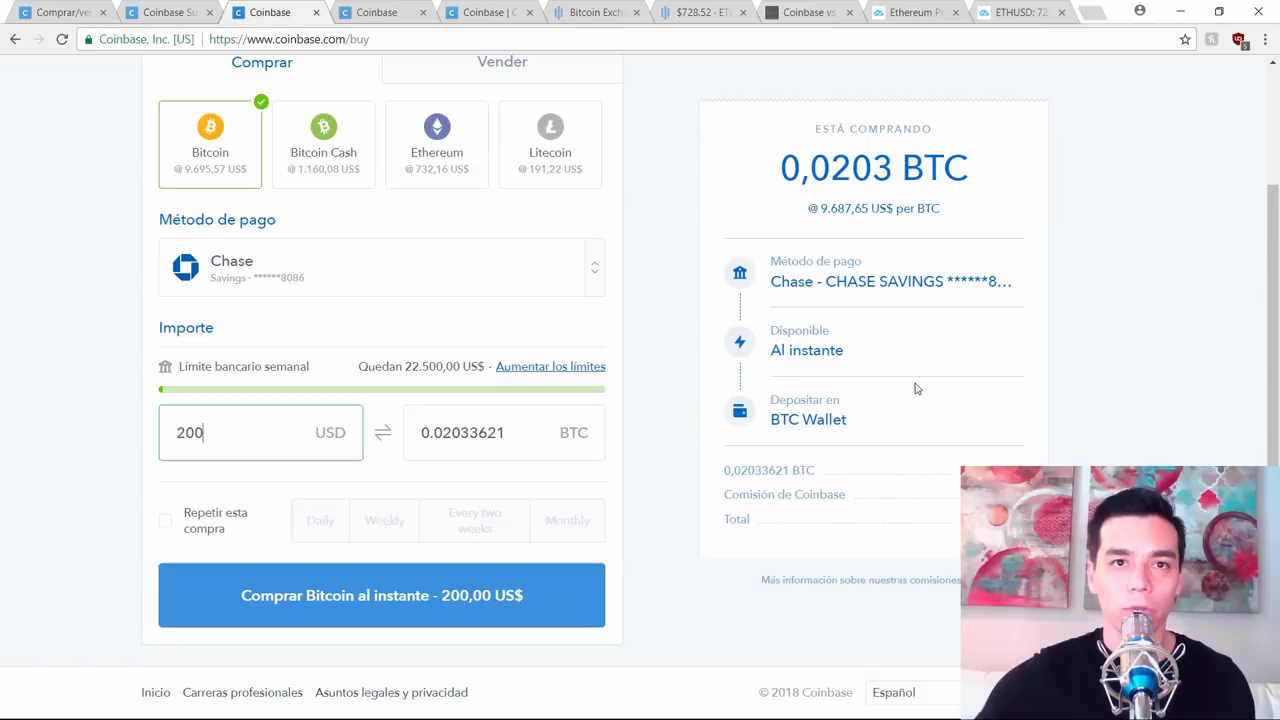 Comprar/ven
Coinbase Su
Coinbase
Coinbase
Coinbase | G
Bitcoin Exch
$728.52 - ETH
Coinbase vs
Ethereum Pr
ETHUSD: 728
Coinbase, Inc. [US]
https://www.coinbase.com/buy
5
Comprar
Vender
Bitcoin
@ 9.695,57 US$
Bitcoin Cash
@ 1.160,08 US$
Ethereum
@ 732,16 US$
Litecoin
@ 191,22 US$
Método de pago
Chase
Savings · ******8086
Importe
Límite bancario semanal
Quedan 22.500,00 US$ · Aumentar los límites
200 USD
0.02033621 BTC
Repetir esta
compra
Daily
Weekly
Every two
weeks
Monthly
Comprar Bitcoin al instante - 200,00 US$
ESTÁ COMPRANDO
0,0203 BTC
@ 9.687,65 US$ per BTC
Método de pago
Chase - CHASE SAVINGS ******8...
Disponible
Al instante
Depositar en
BTC Wallet
0,02033621 BTC
Comisión de Coinbase
Total
Más información sobre nuestras comisiones
Inicio
Carreras profesionales
Asuntos legales y privacidad
© 2018 Coinbase
Español